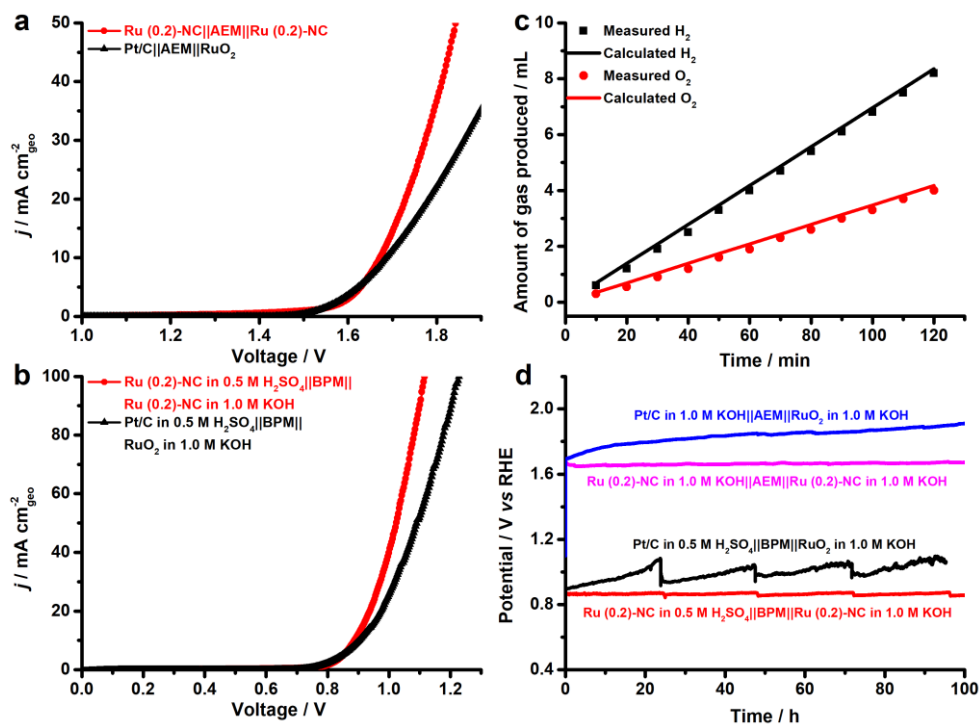 a
50
40
30
20
10
0
j / mA cm⁻²geo
Ru (0.2)-NC||AEM||Ru (0.2)-NC
Pt/C||AEM||RuO₂
1.0 1.2 1.4 1.6 1.8
Voltage / V
c
8
6
4
2
0
Amount of gas produced / mL
Measured H₂
Calculated H₂
Measured O₂
Calculated O₂
0 20 40 60 80 100 120
Time / min
b
100
80
60
40
20
0
j / mA cm⁻²geo
Ru (0.2)-NC in 0.5 M H₂SO₄||BPM||
Ru (0.2)-NC in 1.0 M KOH
Pt/C in 0.5 M H₂SO₄||BPM||
RuO₂ in 1.0 M KOH
0.0 0.2 0.4 0.6 0.8 1.0 1.2
Voltage / V
d
2.0
1.6
1.2
0.8
0.4
Potential / V vs RHE
Pt/C in 1.0 M KOH||AEM||RuO₂ in 1.0 M KOH
Ru (0.2)-NC in 1.0 M KOH||AEM||Ru (0.2)-NC in 1.0 M KOH
Pt/C in 0.5 M H₂SO₄||BPM||RuO₂ in 1.0 M KOH
Ru (0.2)-NC in 0.5 M H₂SO₄||BPM||Ru (0.2)-NC in 1.0 M KOH
0 20 40 60 80 100
Time / h